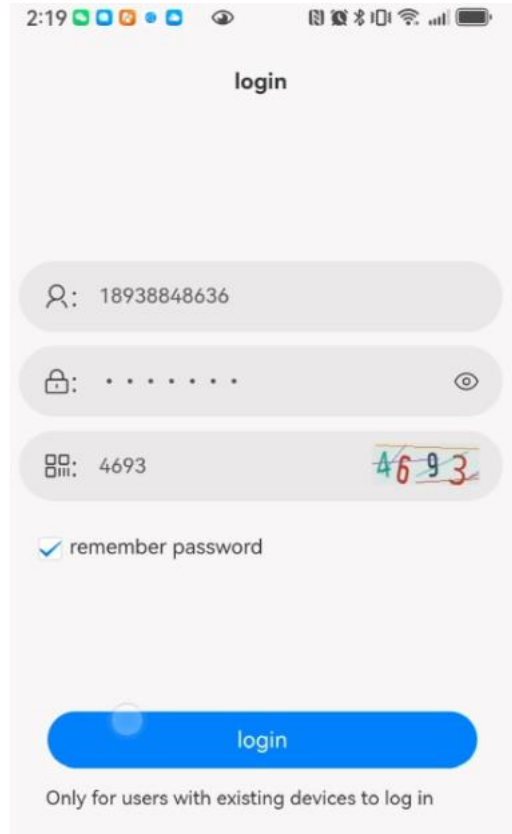 2:19
login
18938848636
4693 4693
remember password
login
Only for users with existing devices to log in